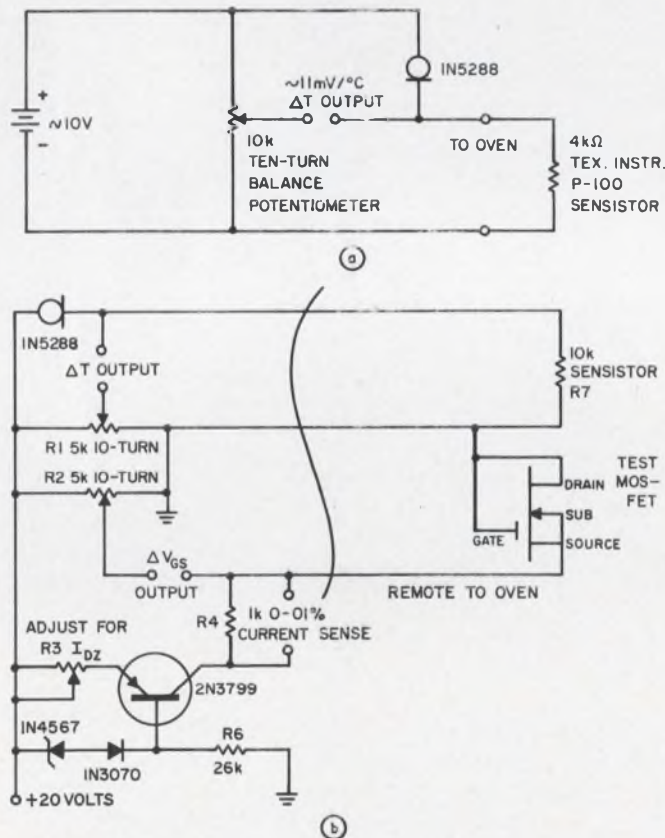 IN5288
+
~10V
-
~11mV/°C
ΔT OUTPUT
10k
TEN-TURN
BALANCE
POTENTIOMETER
TO OVEN
4kΩ
TEX. INSTR.
P-100
SENSISTOR
a
IN5288
ΔT OUTPUT
10k
SENSISTOR
R7
R1 5k 10-TURN
R2 5k 10-TURN
TEST
MOS-
FET
DRAIN
SUB
GATE
SOURCE
ΔVGS
OUTPUT
REMOTE TO OVEN
R4
1k 0-01%
CURRENT SENSE
ADJUST FOR
R3 IDZ
2N3799
IN4567
IN3070
R6
26k
+20 VOLTS
b